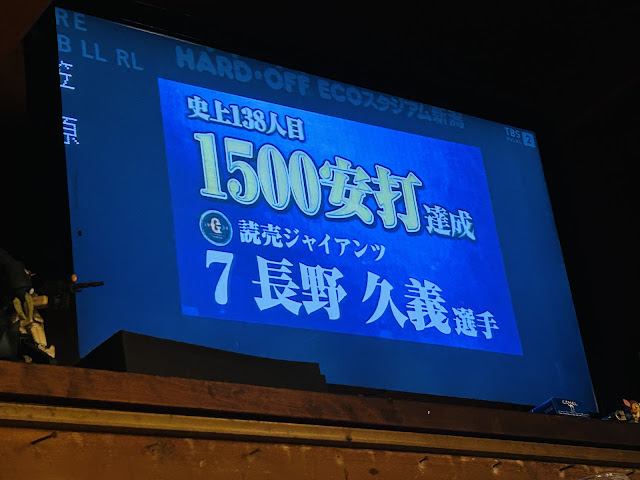 RE
B LL RL
HARD・OFF ECOスタジアム新潟
TBS
2
史上138人目
1500安打達成
G
読売ジャイアンツ
7 長野 久義選手
原